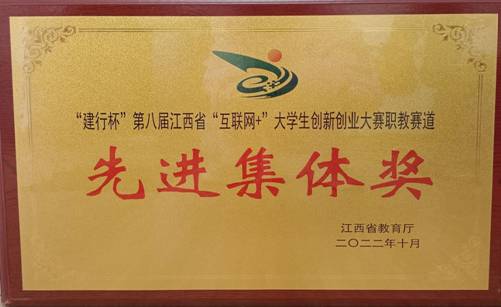 “建行杯”第八届江西省“互联网+”大学生创新创业大赛职教赛道
先进集体奖
江西省教育厅
二〇二二年十月